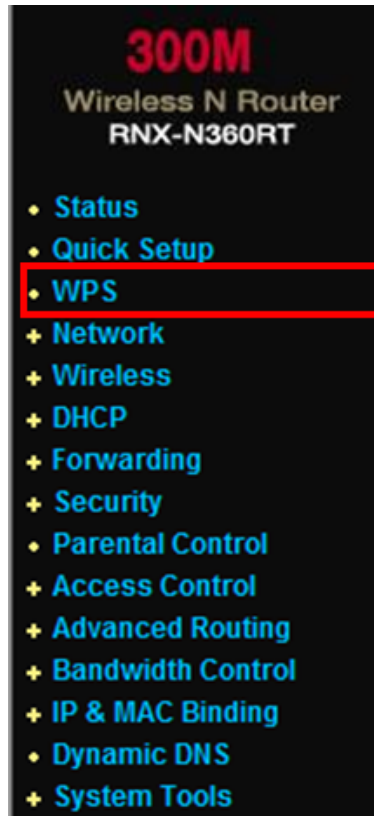 300M
Wireless N Router
RNX-N360RT
Status
Quick Setup
WPS
Network
Wireless
DHCP
Forwarding
Security
Parental Control
Access Control
Advanced Routing
Bandwidth Control
IP & MAC Binding
Dynamic DNS
System Tools